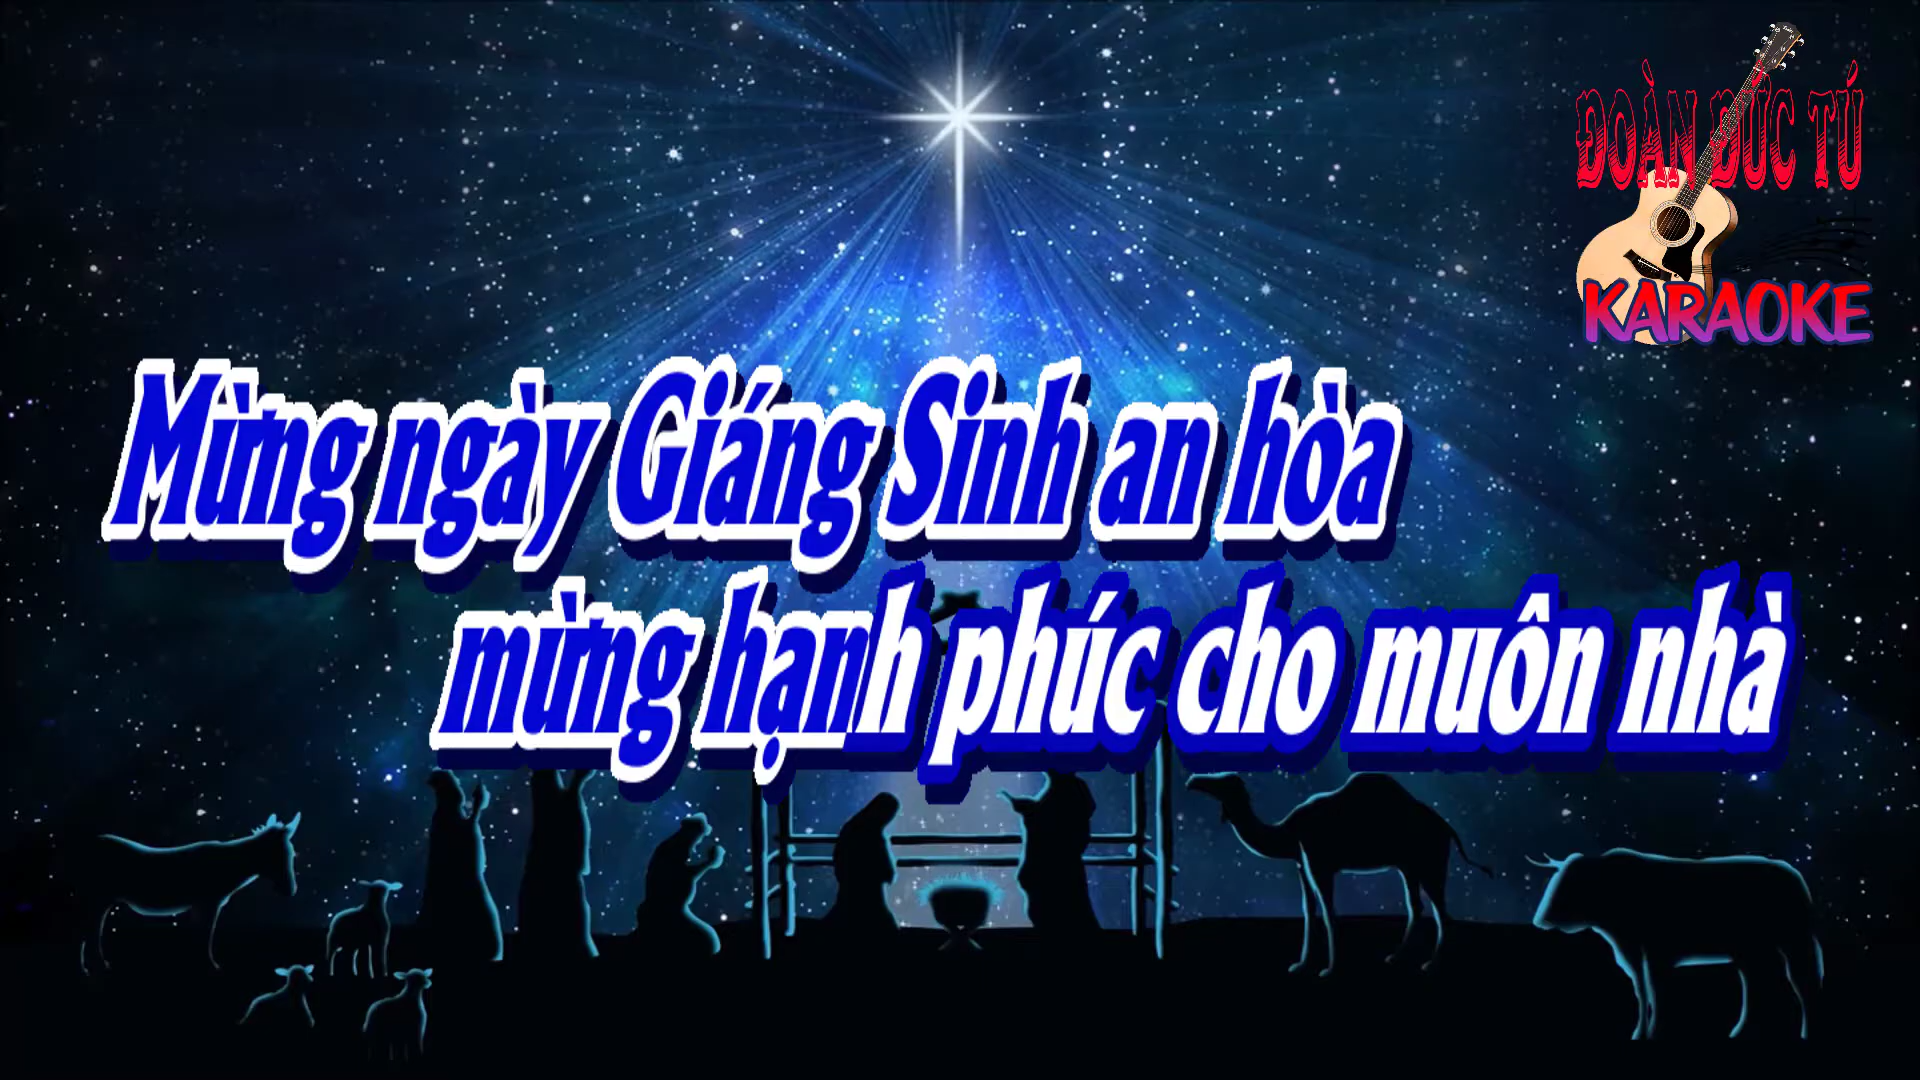 ĐOÀN ĐỨC TÚ
KARAOKE
Mừng ngày Giáng Sinh an hòa
mừng hạnh phúc cho muôn nhà